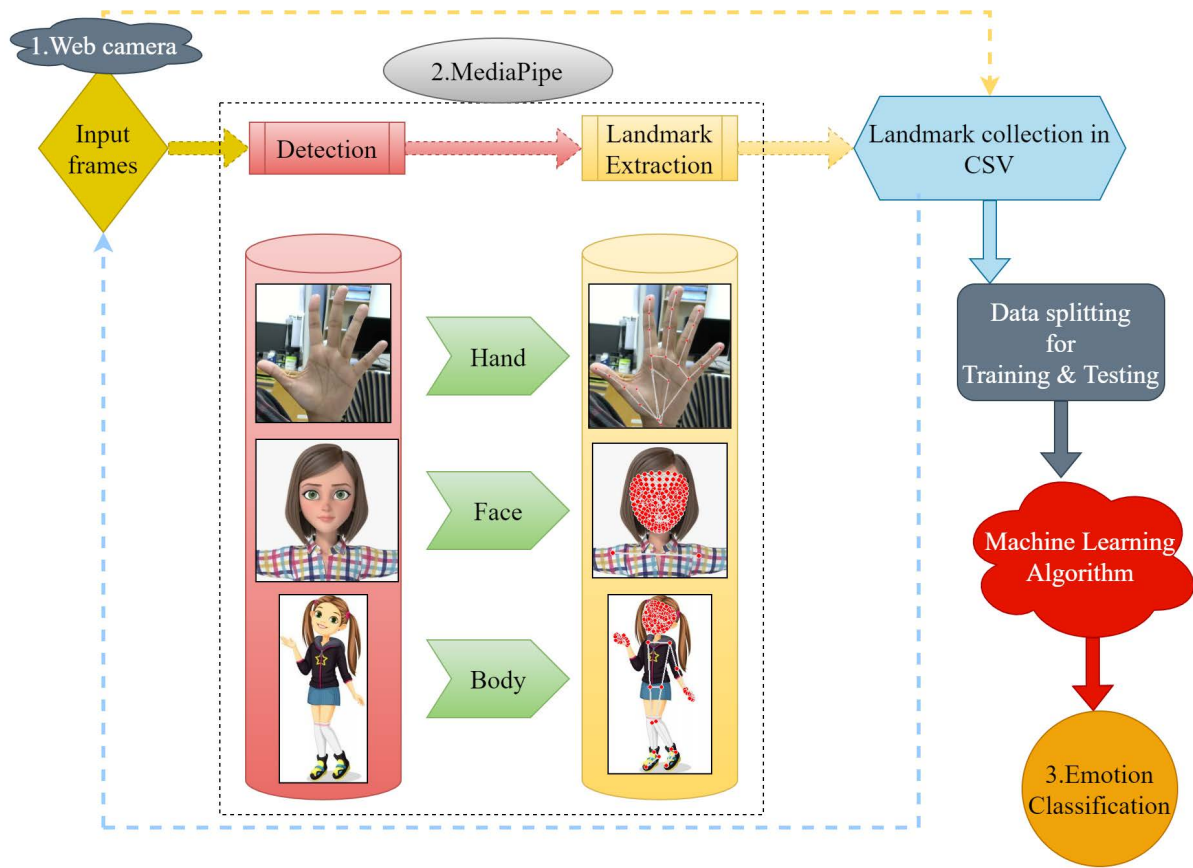 1.Web camera
2.MediaPipe
Input
frames
Detection
Landmark
Extraction
Landmark collection in
CSV
Hand
Face
Body
Data splitting
for
Training & Testing
Machine Learning
Algorithm
3.Emotion
Classification